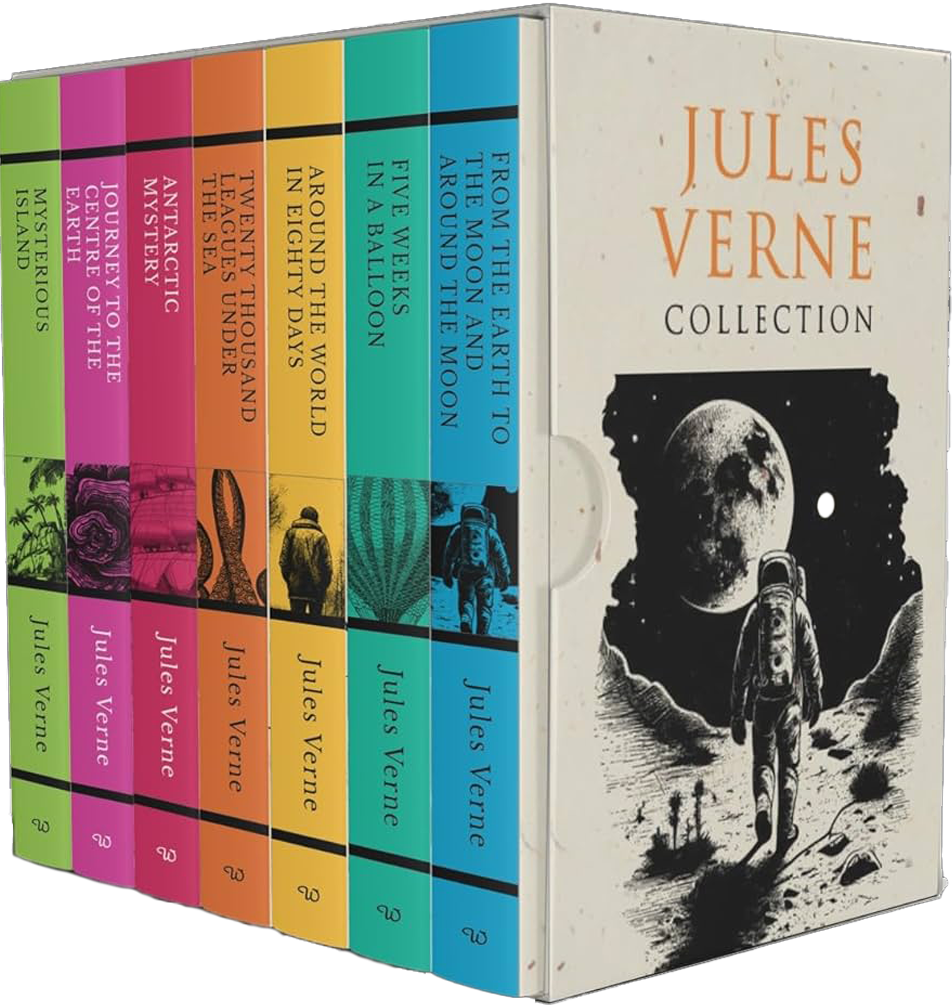 MYSTERIOUS
ISLAND
Jules Verne
W
JOURNEY TO THE
CENTRE OF THE
EARTH
Jules Verne
W
ANTARCTIC
MYSTERY
Jules Verne
W
TWENTY THOUSAND
LEAGUES UNDER
THE SEA
Jules Verne
W
AROUND THE WORLD
IN EIGHTY DAYS
Jules Verne
W
FIVE WEEKS
IN A BALLOON
Jules Verne
W
FROM THE EARTH TO
THE MOON AND
AROUND THE MOON
Jules Verne
W
JULES
VERNE
COLLECTION